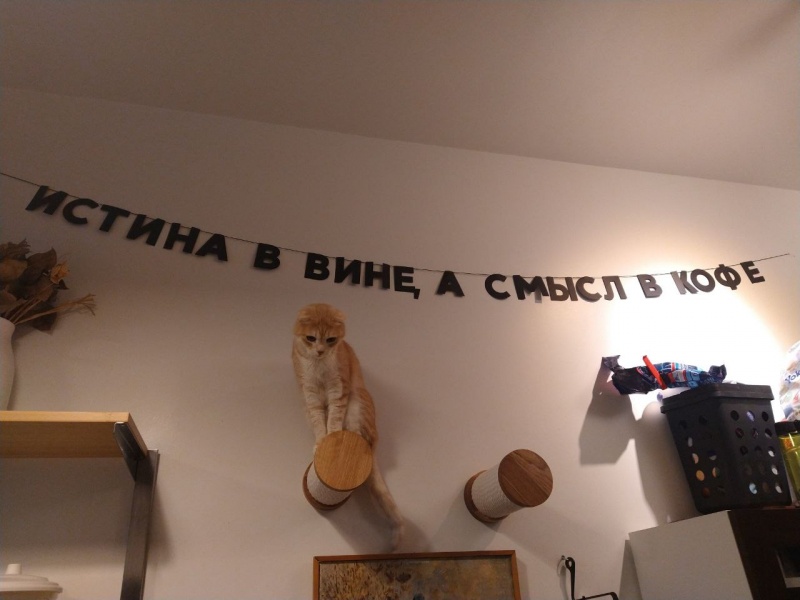 ИСТИНА В ВИНЕ, А СМЫСЛ В КОФЕ